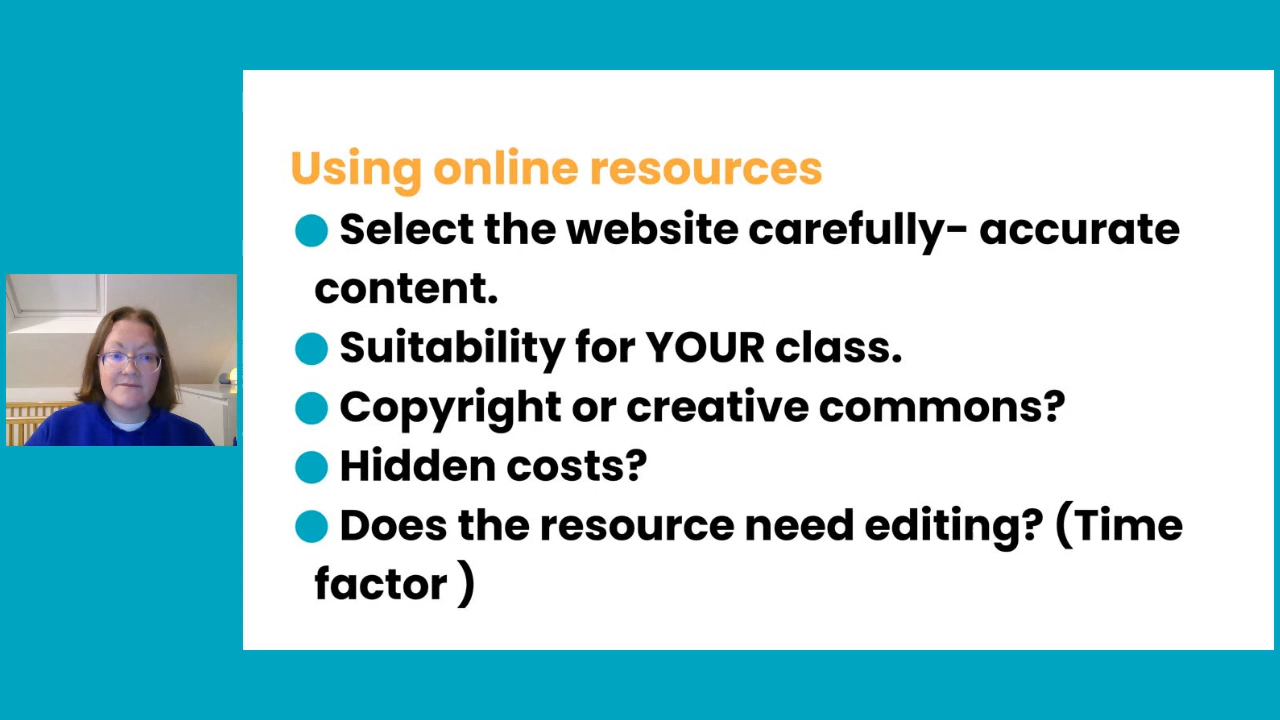 Using online resources
● Select the website carefully- accurate
content.
● Suitability for YOUR class.
● Copyright or creative commons?
● Hidden costs?
● Does the resource need editing? (Time
factor )